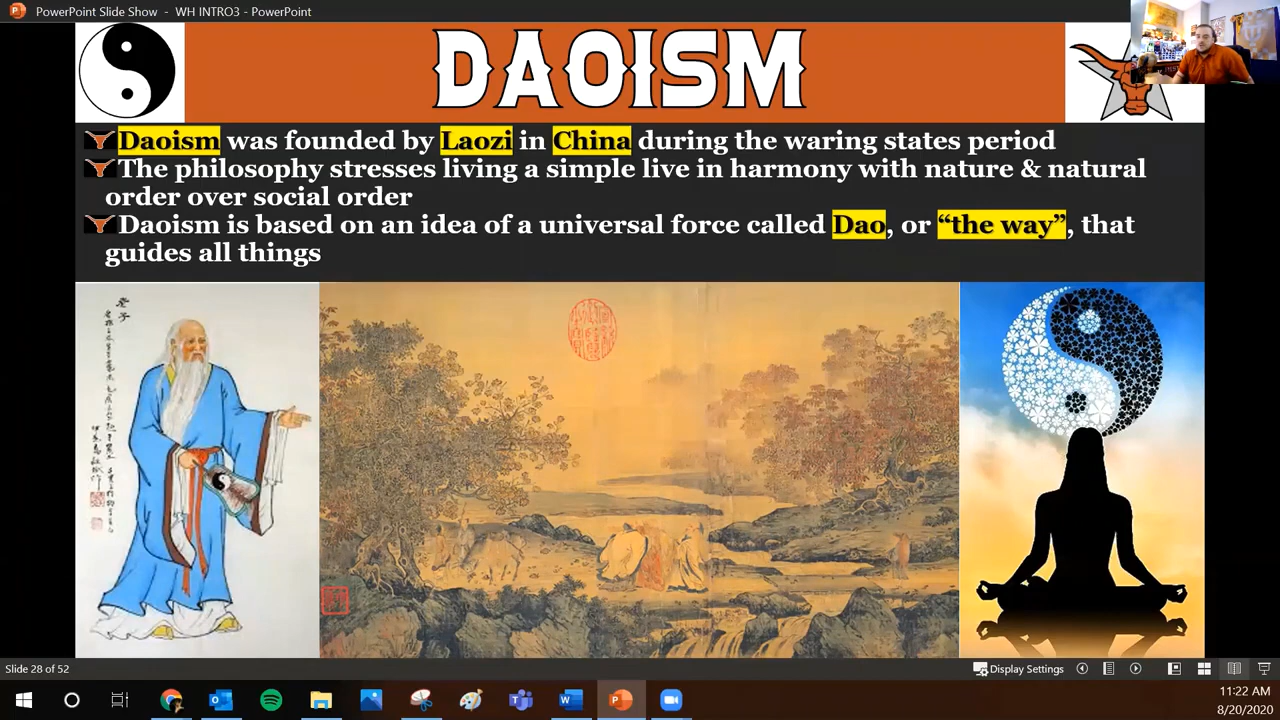 PowerPoint Slide Show - WH INTRO3 - PowerPoint
DAOISM
Daoism was founded by Laozi in China during the waring states period
The philosophy stresses living a simple live in harmony with nature & natural
order over social order
Daoism is based on an idea of a universal force called Dao, or “the way”, that
guides all things
老子
Slide 28 of 52
Display Settings
11:22 AM
8/20/2020